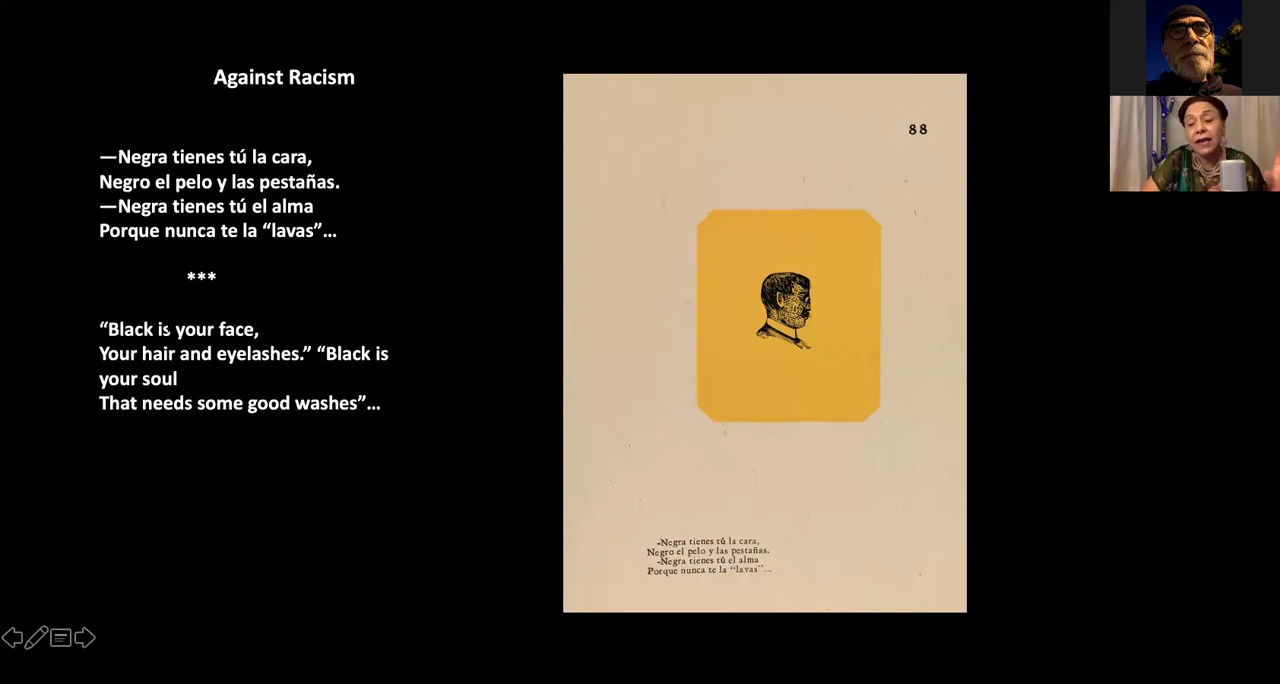 Against Racism
—Negra tienes tú la cara,
Negro el pelo y las pestañas.
—Negra tienes tú el alma
Porque nunca te la “lavas”…
***
“Black is your face,
Your hair and eyelashes.” “Black is
your soul
That needs some good washes”…
88
-Negra tienes tú la cara,
Negro el pelo y las pestañas.
-Negra tienes tú el alma
Porque nunca te la “lavas”...